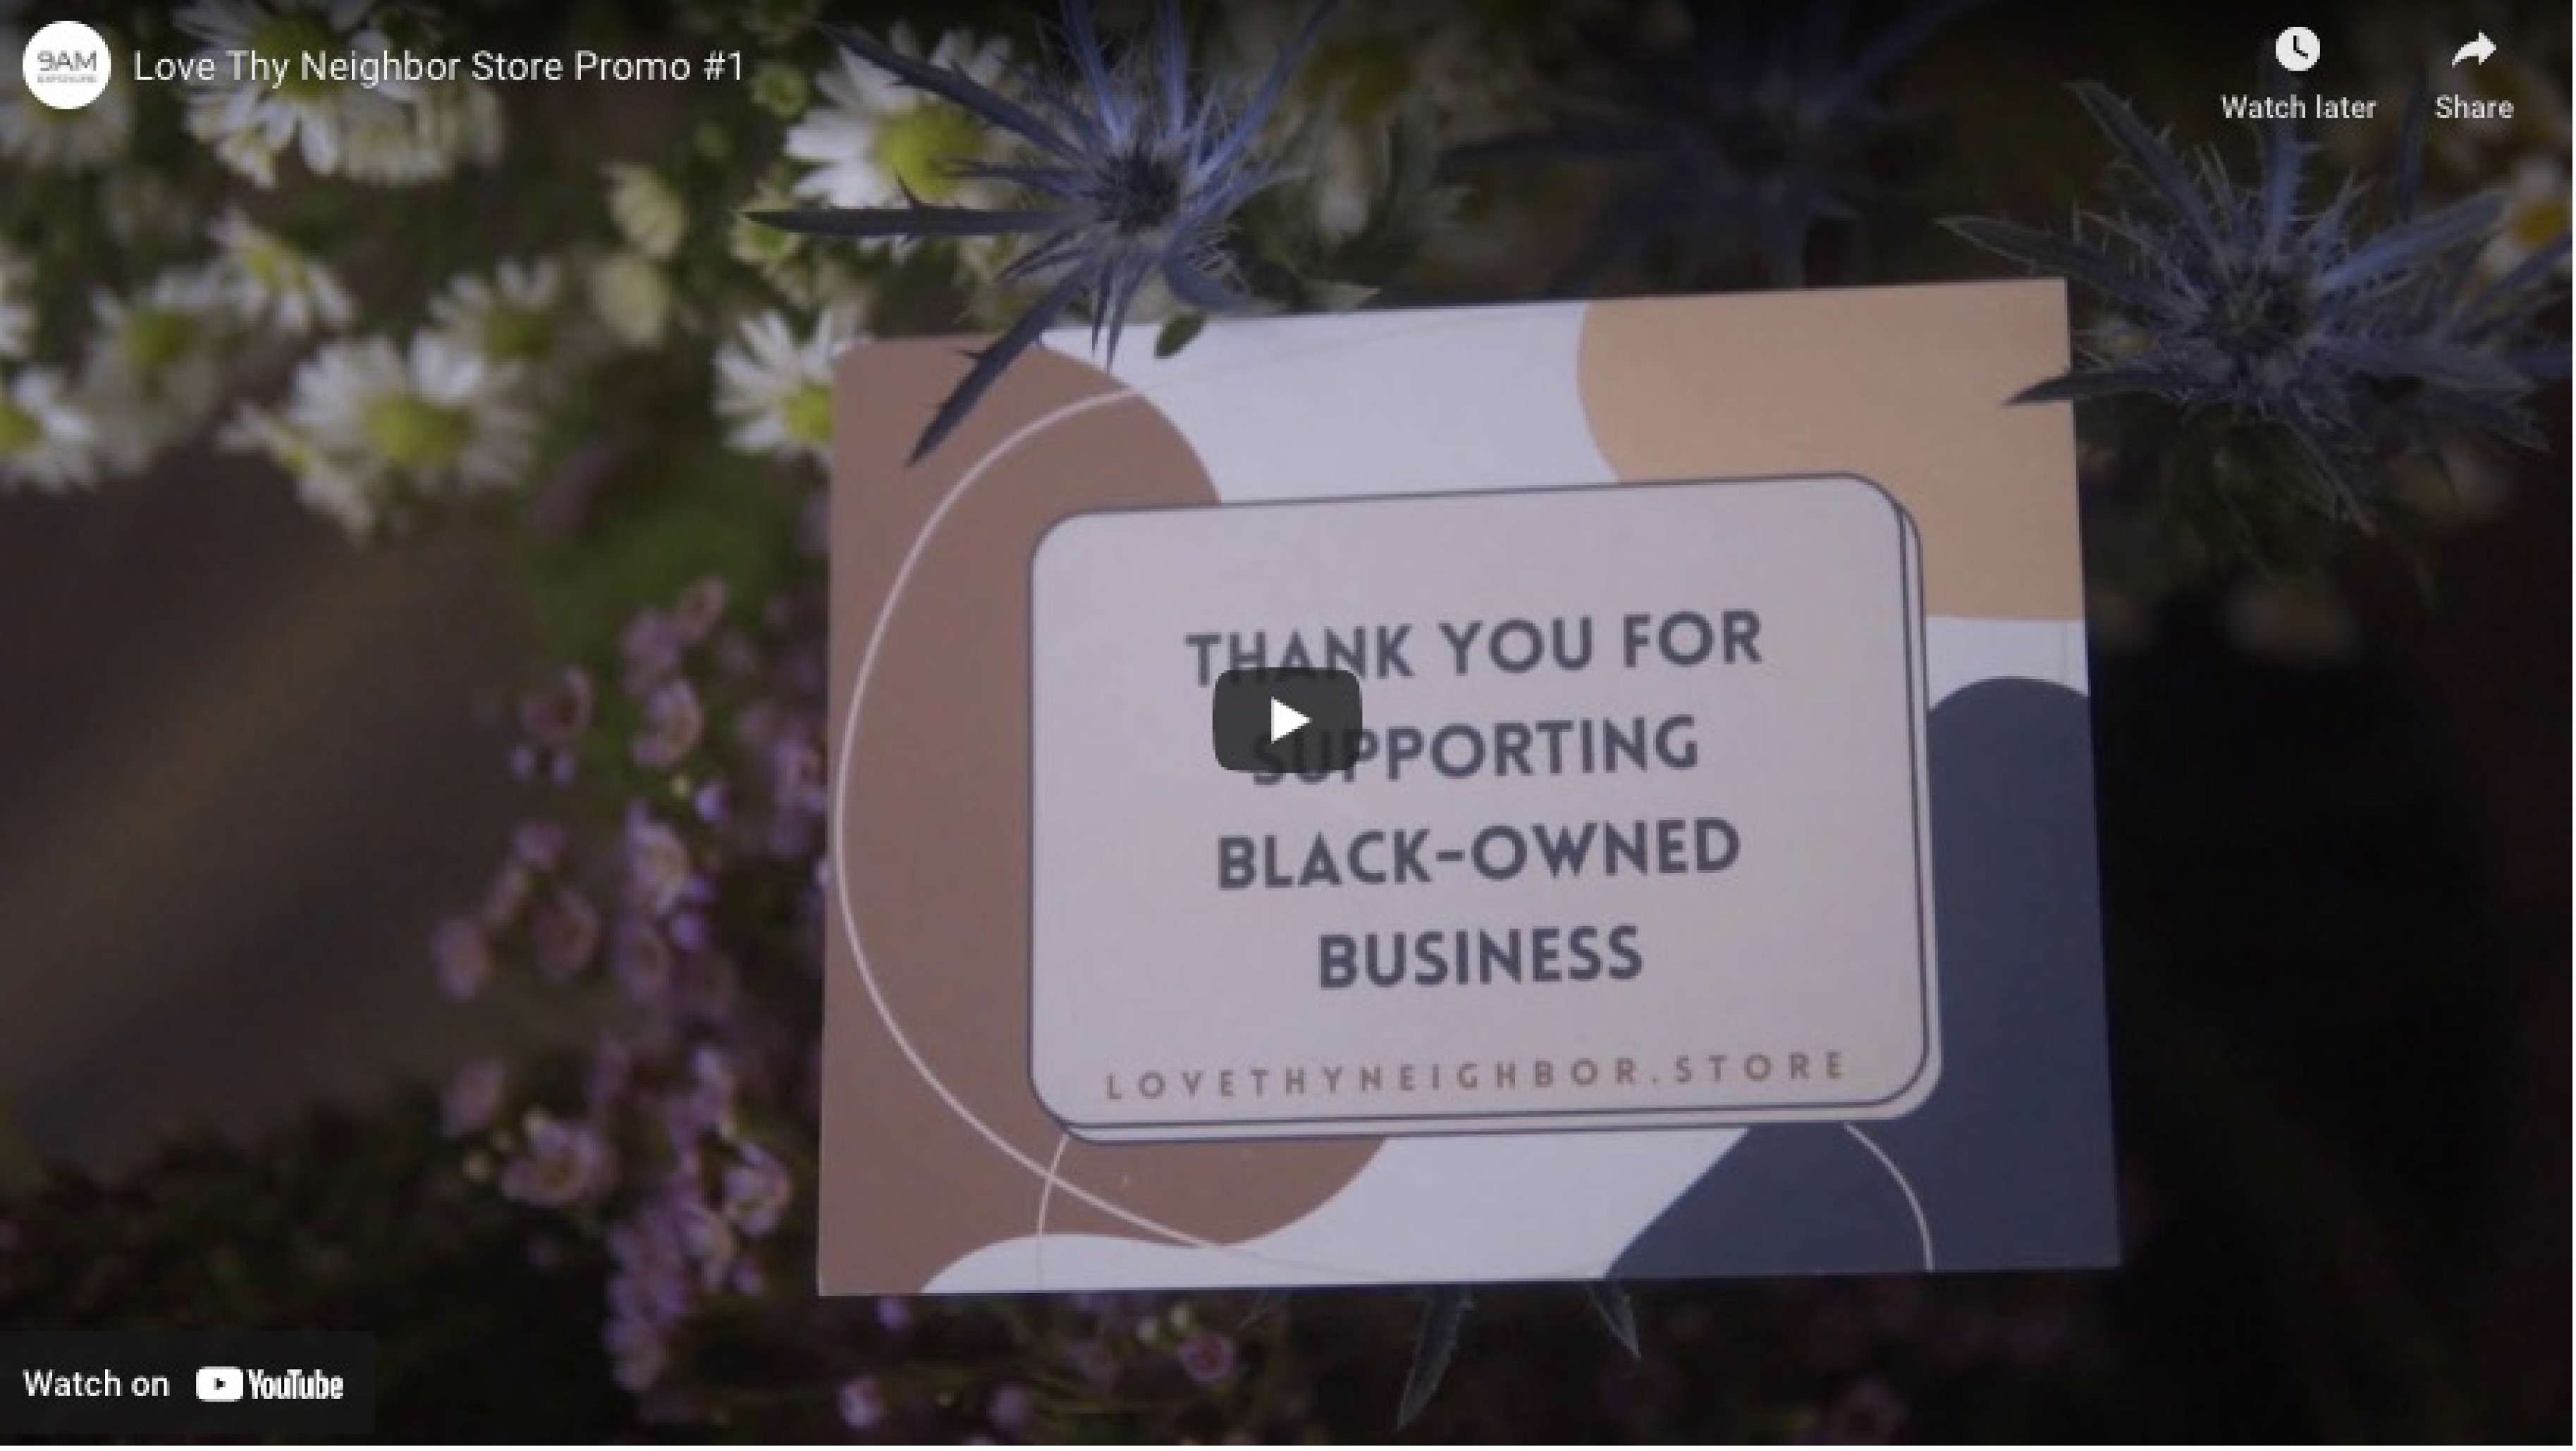 9AM
Love Thy Neighbor Store Promo #1
Watch later
Share
THANK YOU FOR
SUPPORTING
BLACK-OWNED
BUSINESS
LOVETHYNEIGHBOR.STORE
Watch on YouTube